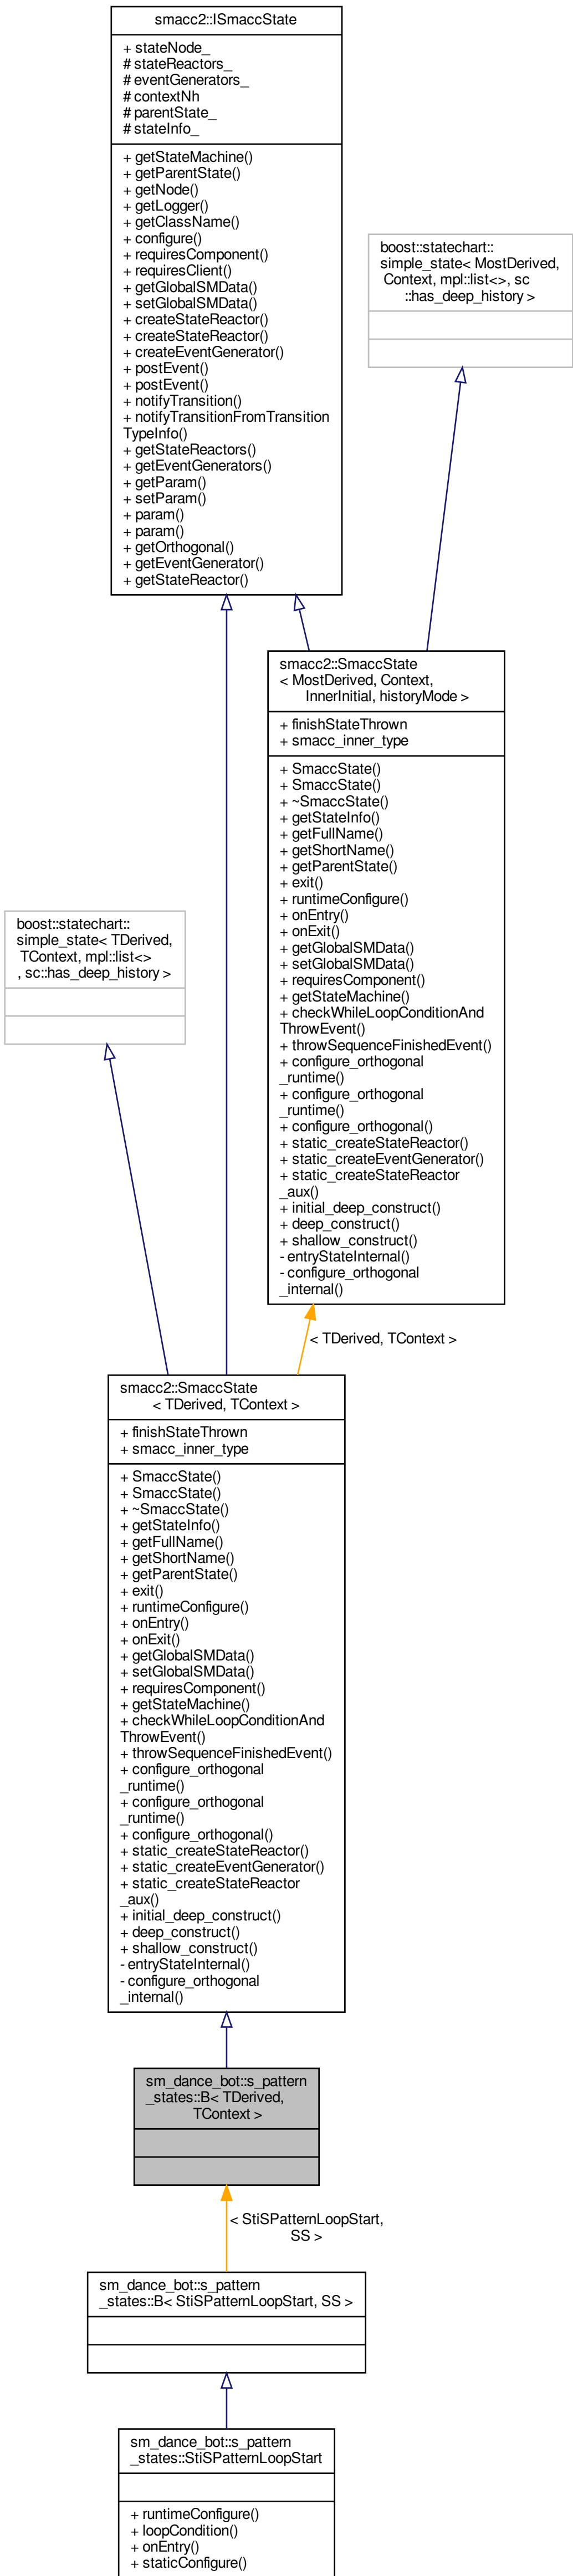 smacc2::ISmaccState
+ stateNode_
# stateReactors_
# eventGenerators_
# contextNh
# parentState_
# stateInfo_
+ getStateMachine()
+ getParentState()
+ getNode()
+ getLogger()
+ getClassName()
+ configure()
+ requiresComponent()
+ requiresClient()
+ getGlobalSMData()
+ setGlobalSMData()
+ createStateReactor()
+ createStateReactor()
+ createEventGenerator()
+ postEvent()
+ postEvent()
+ notifyTransition()
+ notifyTransitionFromTransition
TypeInfo()
+ getStateReactors()
+ getEventGenerators()
+ getParam()
+ setParam()
+ param()
+ param()
+ getOrthogonal()
+ getEventGenerator()
+ getStateReactor()
boost::statechart::
simple_state< MostDerived,
Context, mpl::list<>, sc
::has_deep_history >
smacc2::SmaccState
< MostDerived, Context,
InnerInitial, historyMode >
+ finishStateThrown
+ smacc_inner_type
+ SmaccState()
+ SmaccState()
+ ~SmaccState()
+ getStateInfo()
+ getFullName()
+ getShortName()
+ getParentState()
+ exit()
+ runtimeConfigure()
+ onEntry()
+ onExit()
+ getGlobalSMData()
+ setGlobalSMData()
+ requiresComponent()
+ getStateMachine()
+ checkWhileLoopConditionAnd
ThrowEvent()
+ throwSequenceFinishedEvent()
+ configure_orthogonal
_runtime()
+ configure_orthogonal
_runtime()
+ configure_orthogonal()
+ static_createStateReactor()
+ static_createEventGenerator()
+ static_createStateReactor
_aux()
+ initial_deep_construct()
+ deep_construct()
+ shallow_construct()
- entryStateInternal()
- configure_orthogonal
_internal()
boost::statechart::
simple_state< TDerived,
TContext, mpl::list<>
, sc::has_deep_history >
< TDerived, TContext >
smacc2::SmaccState
< TDerived, TContext >
+ finishStateThrown
+ smacc_inner_type
+ SmaccState()
+ SmaccState()
+ ~SmaccState()
+ getStateInfo()
+ getFullName()
+ getShortName()
+ getParentState()
+ exit()
+ runtimeConfigure()
+ onEntry()
+ onExit()
+ getGlobalSMData()
+ setGlobalSMData()
+ requiresComponent()
+ getStateMachine()
+ checkWhileLoopConditionAnd
ThrowEvent()
+ throwSequenceFinishedEvent()
+ configure_orthogonal
_runtime()
+ configure_orthogonal
_runtime()
+ configure_orthogonal()
+ static_createStateReactor()
+ static_createEventGenerator()
+ static_createStateReactor
_aux()
+ initial_deep_construct()
+ deep_construct()
+ shallow_construct()
- entryStateInternal()
- configure_orthogonal
_internal()
sm_dance_bot::s_pattern
_states::B< TDerived,
TContext >
< StiSPatternLoopStart,
SS >
sm_dance_bot::s_pattern
_states::B< StiSPatternLoopStart, SS >
sm_dance_bot::s_pattern
_states::StiSPatternLoopStart
+ runtimeConfigure()
+ loopCondition()
+ onEntry()
+ staticConfigure()